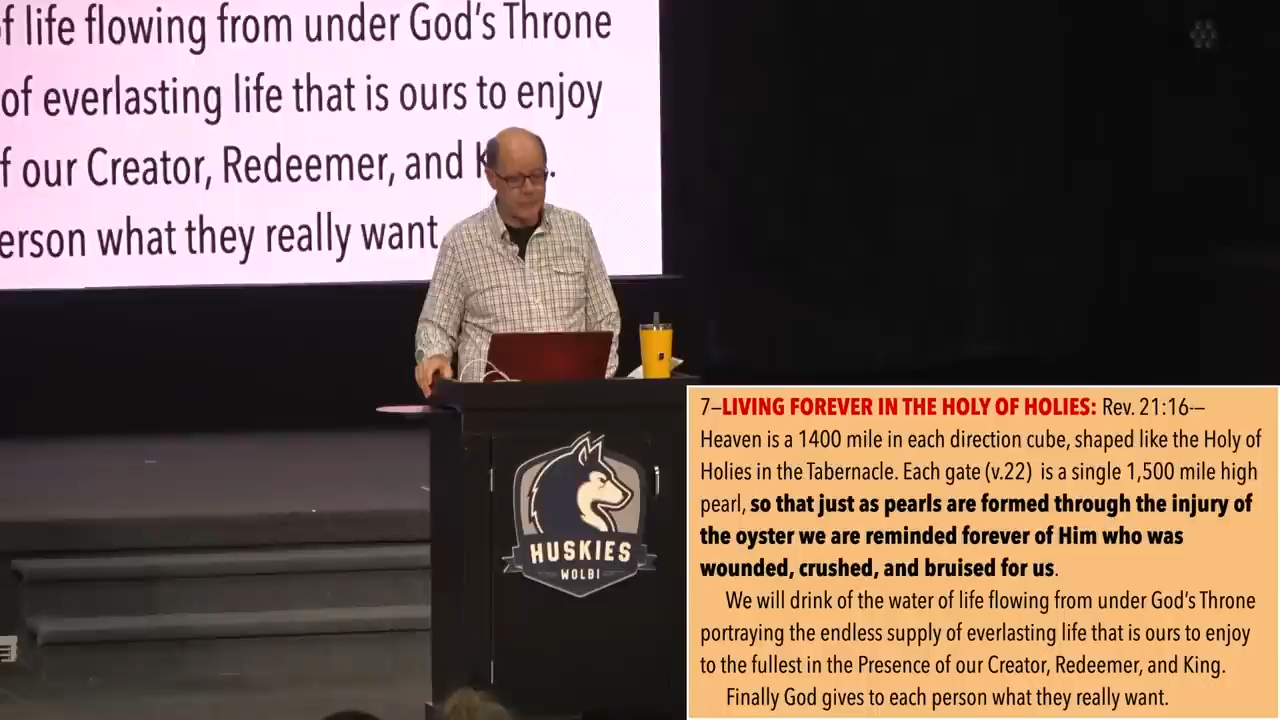 f life flowing from under God's Throne
of everlasting life that is ours to enjoy
f our Creator, Redeemer, and K .
erson what they really want
HUSKIES
WOLBI
7–LIVING FOREVER IN THE HOLY OF HOLIES: Rev. 21:16-–
Heaven is a 1400 mile in each direction cube, shaped like the Holy of
Holies in the Tabernacle. Each gate (v.22) is a single 1,500 mile high
pearl, so that just as pearls are formed through the injury of
the oyster we are reminded forever of Him who was
wounded, crushed, and bruised for us.
We will drink of the water of life flowing from under God's Throne
portraying the endless supply of everlasting life that is ours to enjoy
to the fullest in the Presence of our Creator, Redeemer, and King.
Finally God gives to each person what they really want.